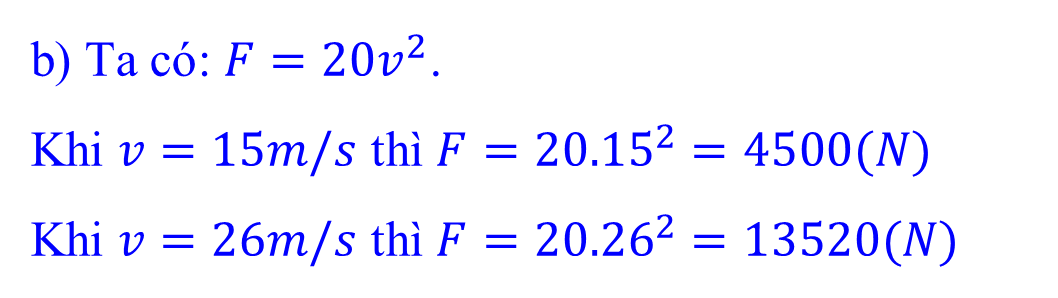 b) Ta có: F = 20v².
Khi v = 15m/s thì F = 20.15² = 4500(N)
Khi v = 26m/s thì F = 20.26² = 13520(N)